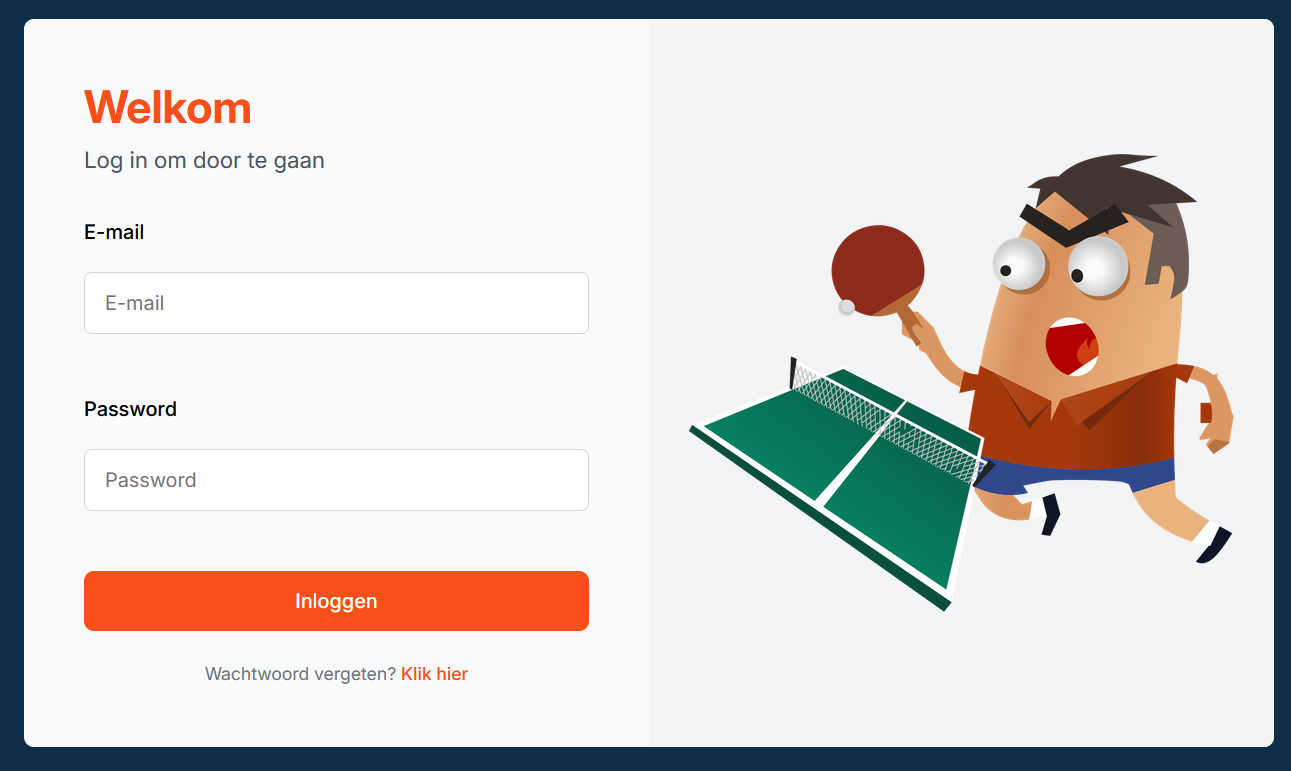 Welkom
Log in om door te gaan
E-mail
E-mail
Password
Password
Inloggen
Wachtwoord vergeten? Klik hier